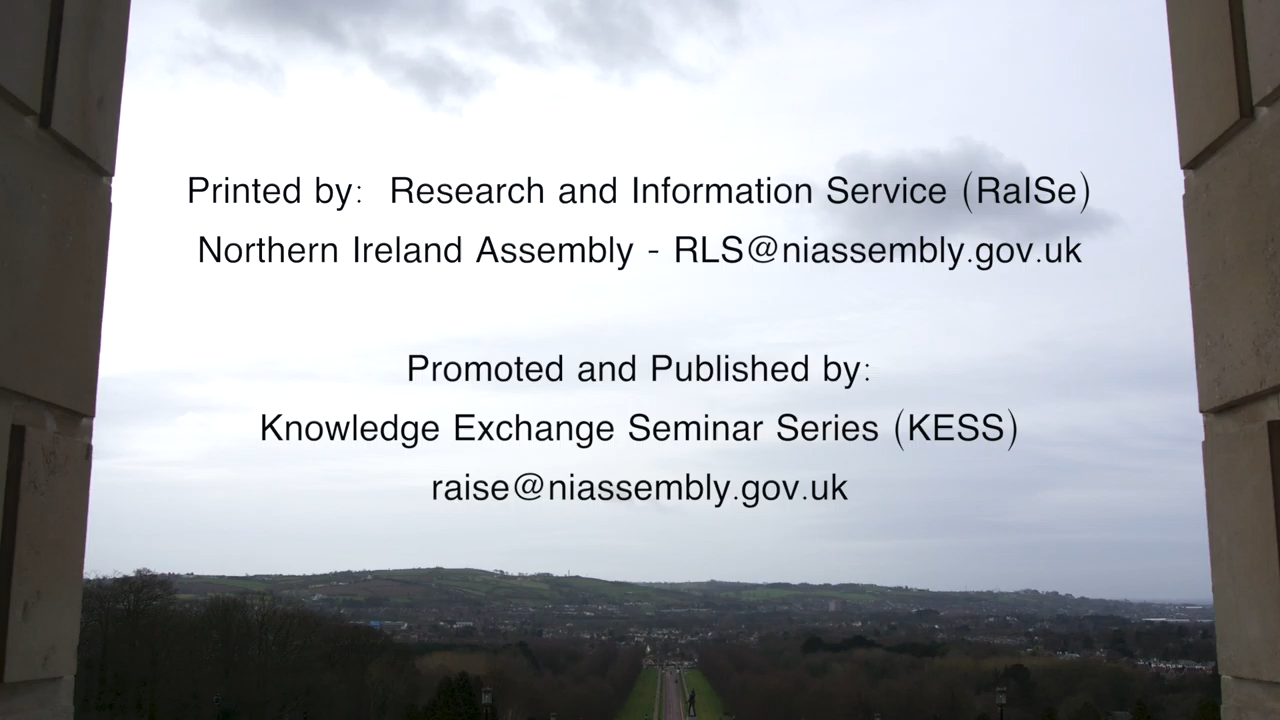 Printed by:  Research and Information Service (RaISe)
Northern Ireland Assembly - RLS@niassembly.gov.uk
Promoted and Published by:
Knowledge Exchange Seminar Series (KESS)
raise@niassembly.gov.uk